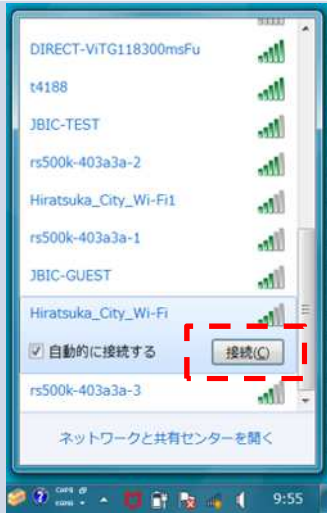 DIRECT-ViTG118300msFu
t4188
JBIC-TEST
rs500k-403a3a-2
Hiratsuka_City_Wi-Fi1
rs500k-403a3a-1
JBIC-GUEST
Hiratsuka_City_Wi-Fi
自動的に接続する 接続(C)
rs500k-403a3a-3
ネットワークと共有センターを開く
CAPS
KANA
9:55